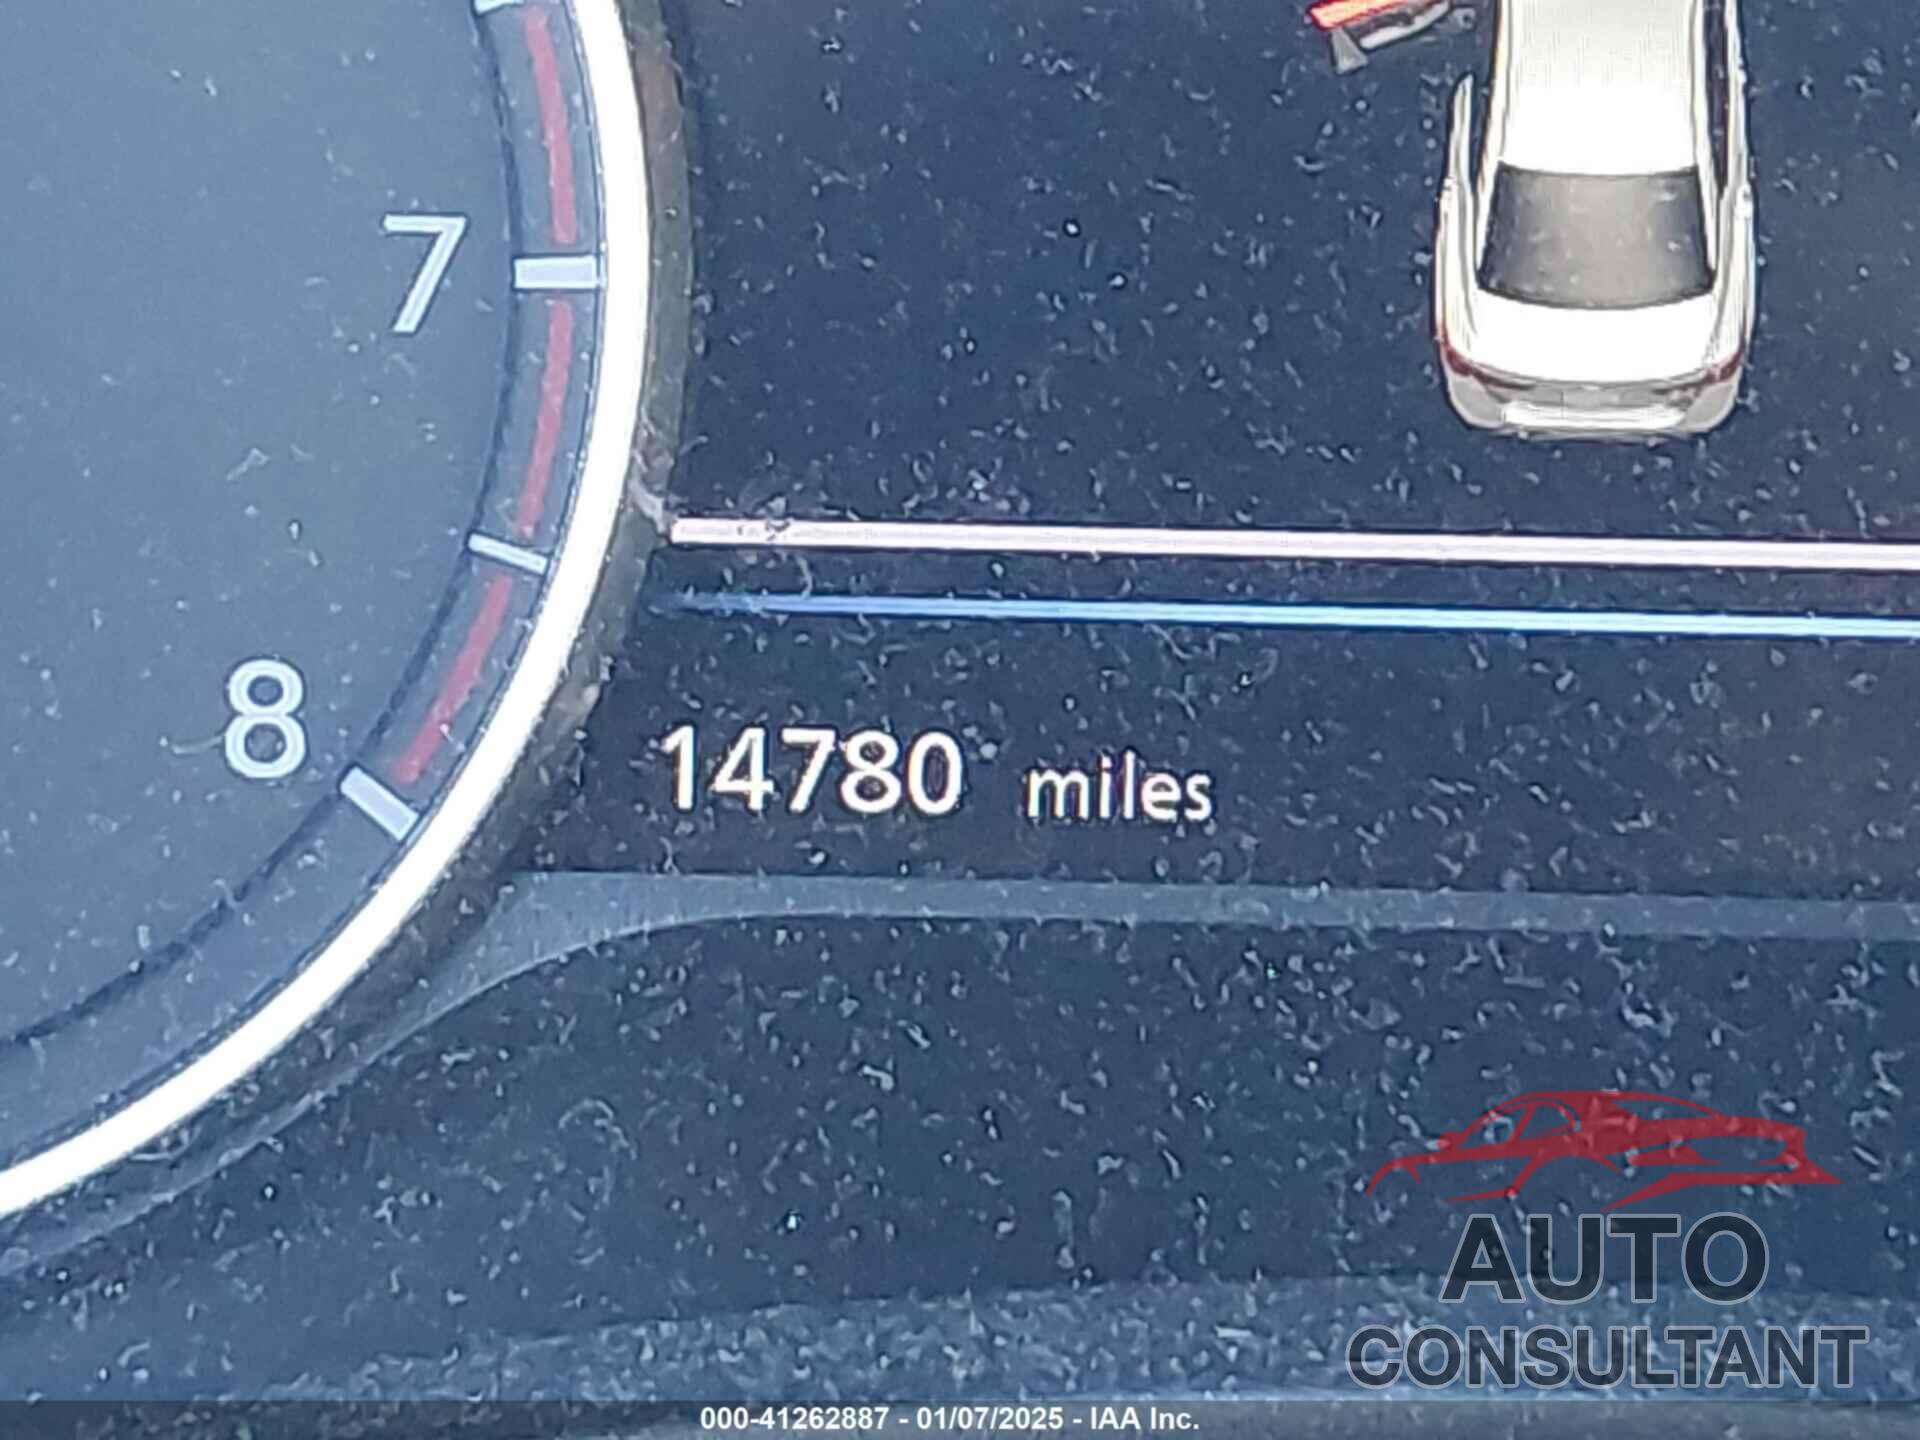 7
8
14780 miles
AUTO
CONSULTANT
000-41262887 - 01/07/2025 - IAA Inc.